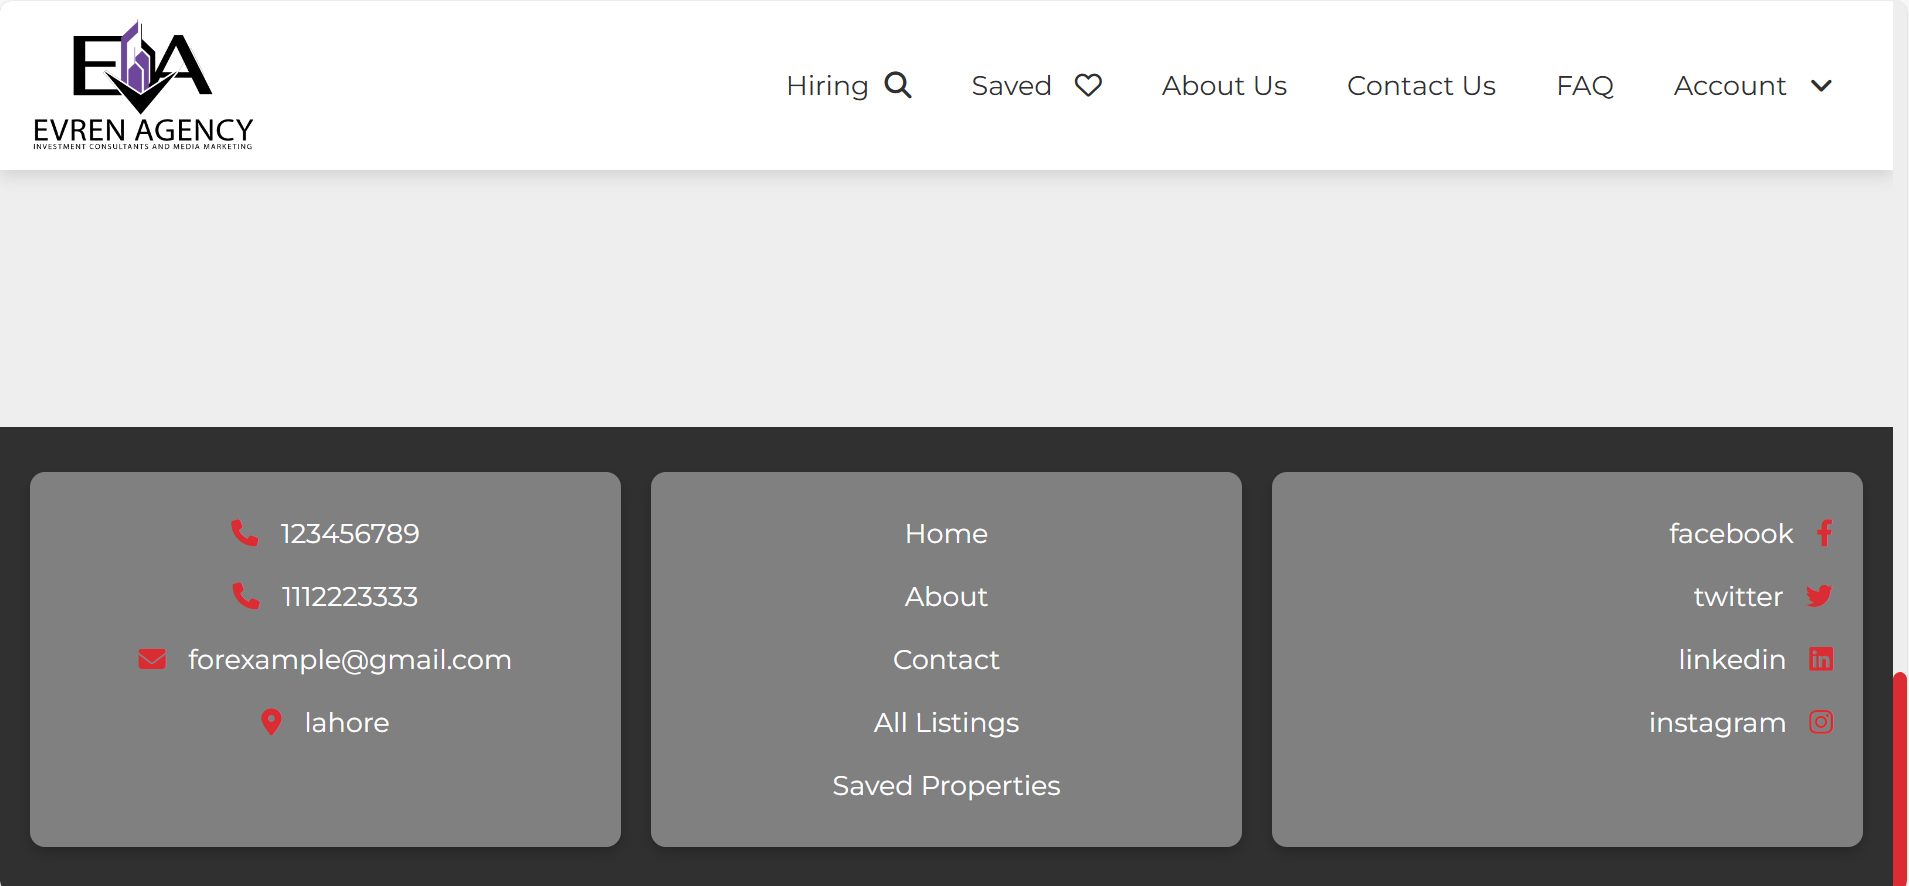 EA
EVREN AGENCY
INVESTMENT CONSULTANTS AND MEDIA MARKETING
Hiring
Saved
About Us
Contact Us
FAQ
Account
123456789
1112223333
forexample@gmail.com
lahore
Home
About
Contact
All Listings
Saved Properties
facebook
twitter
linkedin
instagram